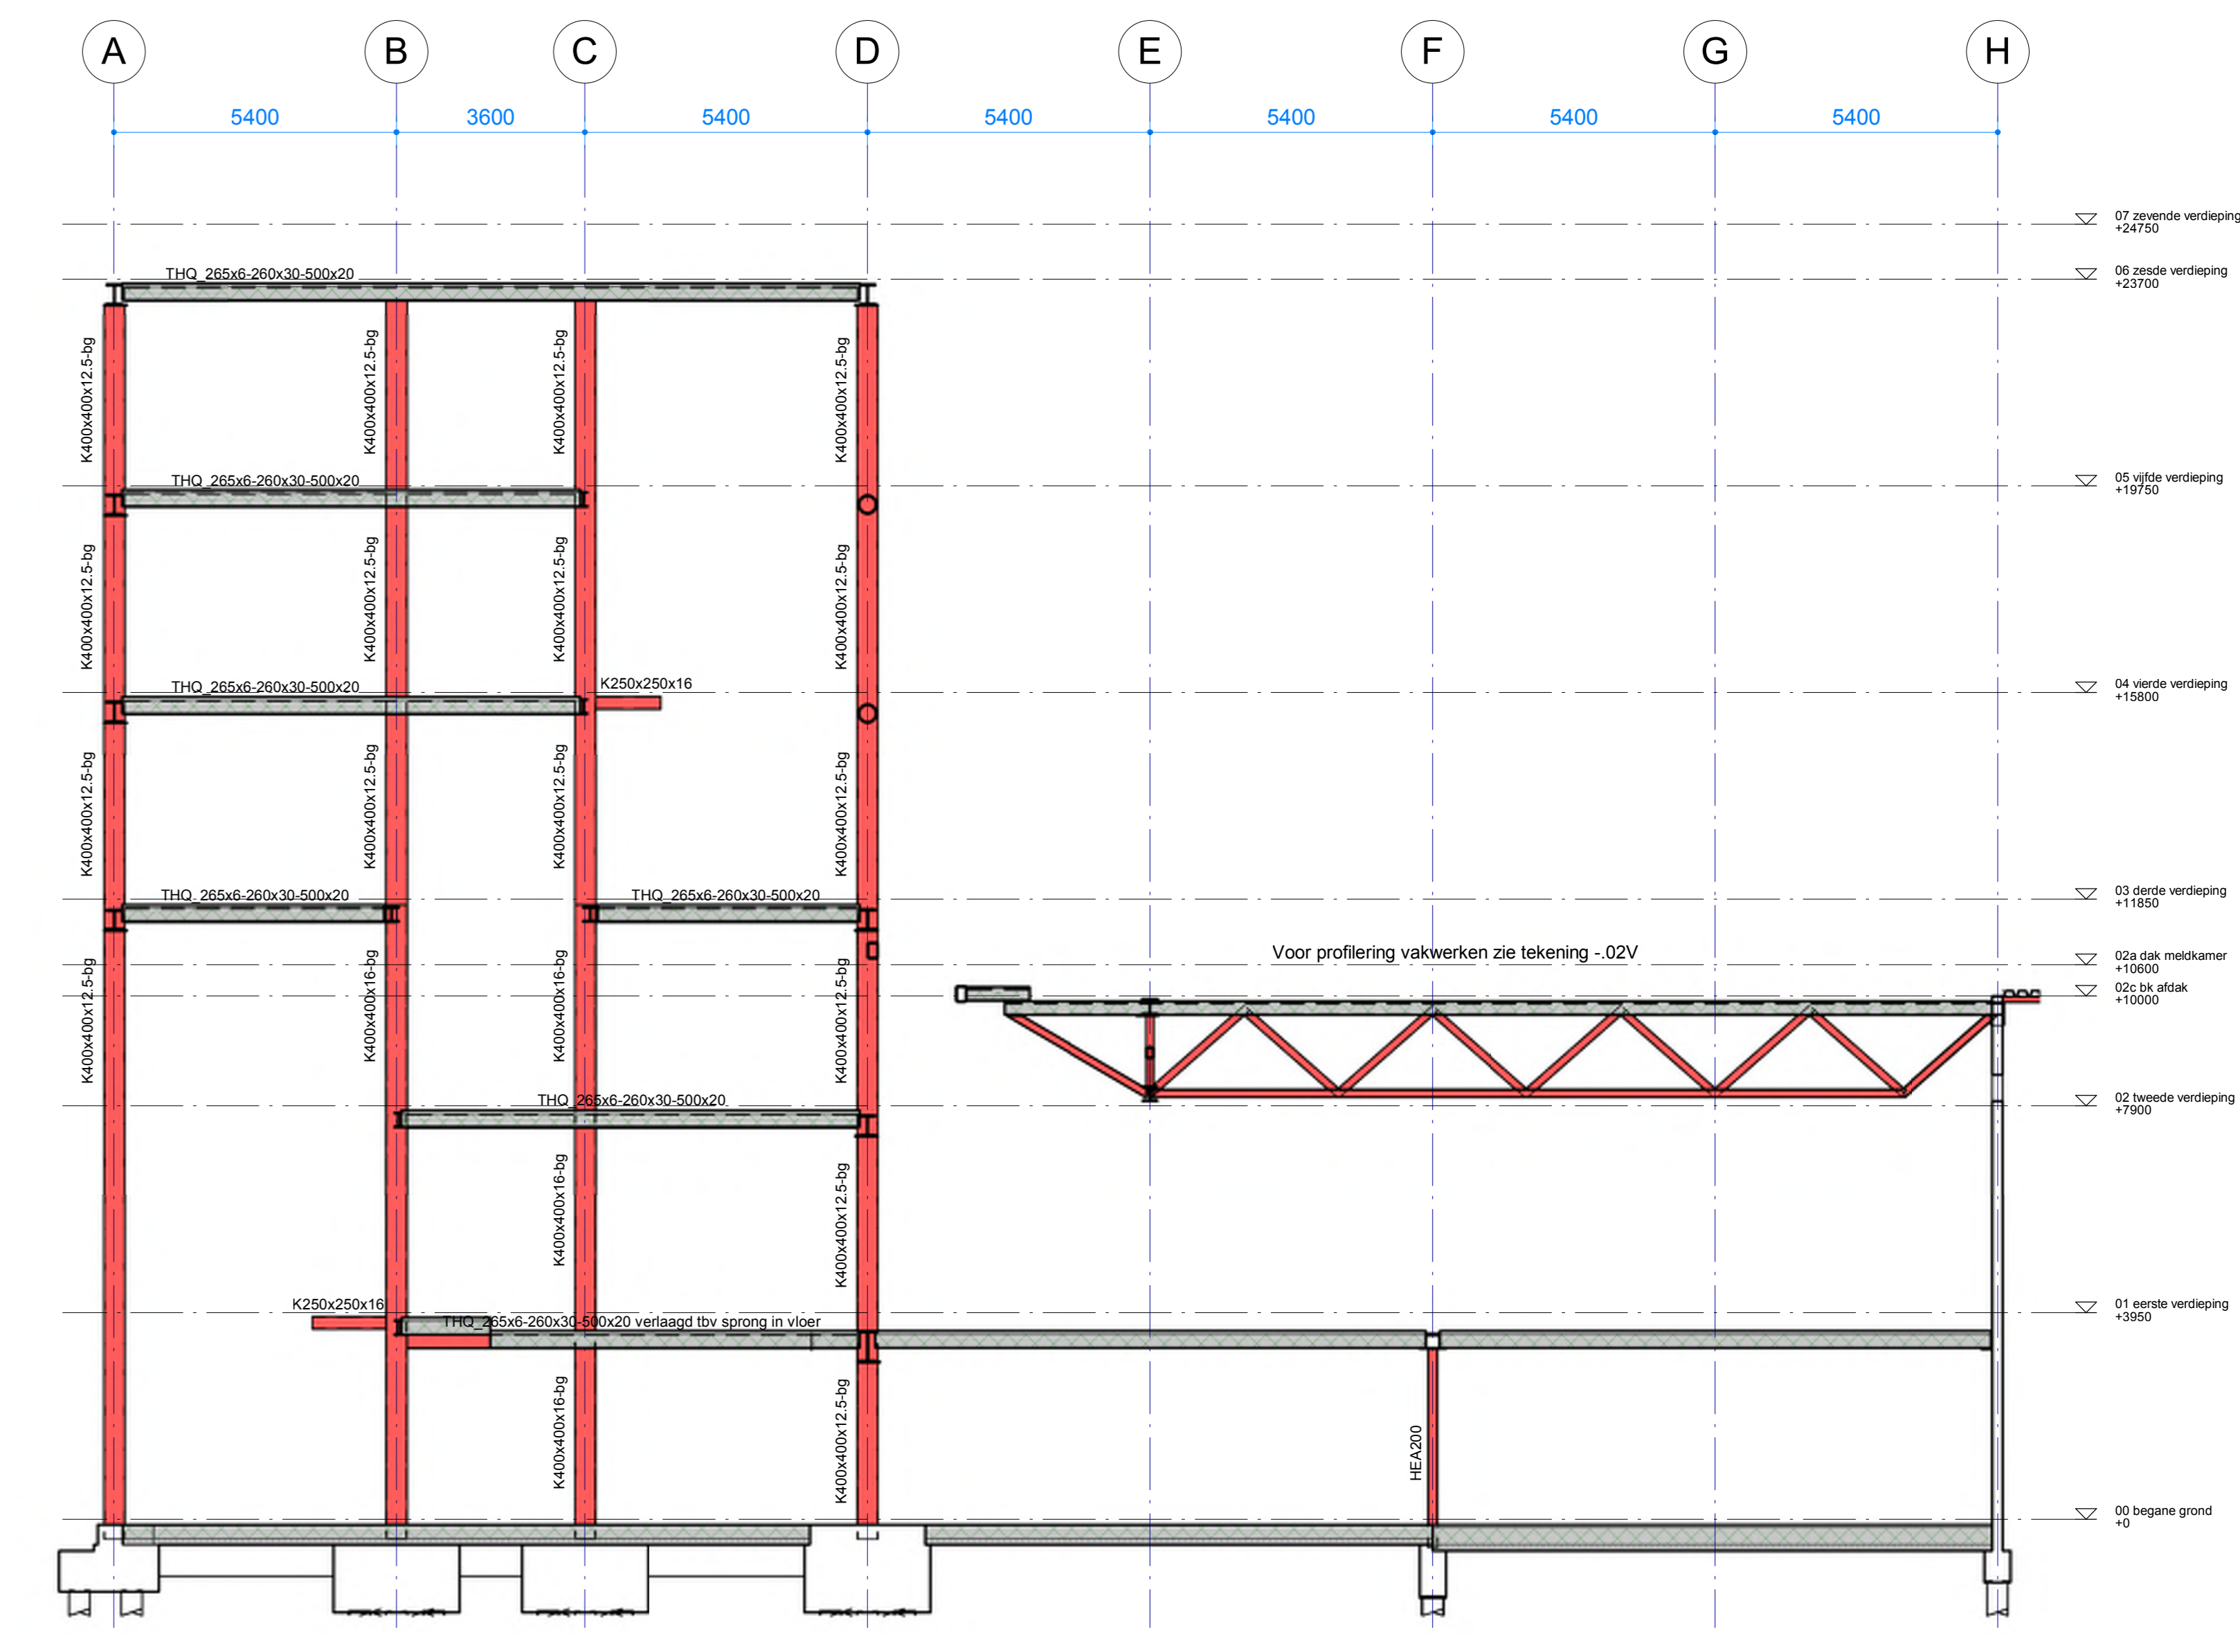 A B C D E F G H
5400 3600 5400 5400 5400 5400 5400
07 zevende verdieping
+24750
06 zesde verdieping
+23700
THQ_265x6-260x30-500x20
K400x400x12.5-bg K400x400x12.5-bg K400x400x12.5-bg K400x400x12.5-bg
05 vijfde verdieping
+19750
THQ_265x6-260x30-500x20
K400x400x12.5-bg K400x400x12.5-bg K400x400x12.5-bg K400x400x12.5-bg
04 vierde verdieping
+15800
THQ_265x6-260x30-500x20 K250x250x16
K400x400x12.5-bg K400x400x12.5-bg K400x400x12.5-bg K400x400x12.5-bg
03 derde verdieping
+11850
THQ_265x6-260x30-500x20 THQ_265x6-260x30-500x20
Voor profilering vakwerken zie tekening -.02V
02a dak meldkamer
+10600
02c bk afdak
+10000
K400x400x12.5-bg K400x400x16-bg K400x400x16-bg K400x400x12.5-bg
02 tweede verdieping
+7900
THQ_265x6-260x30-500x20
K400x400x16-bg K400x400x12.5-bg
01 eerste verdieping
+3950
K250x250x16
THQ_265x6-260x30-500x20 verlaagd tbv sprong in vloer
K400x400x16-bg K400x400x12.5-bg HEA200
00 begane grond
+0